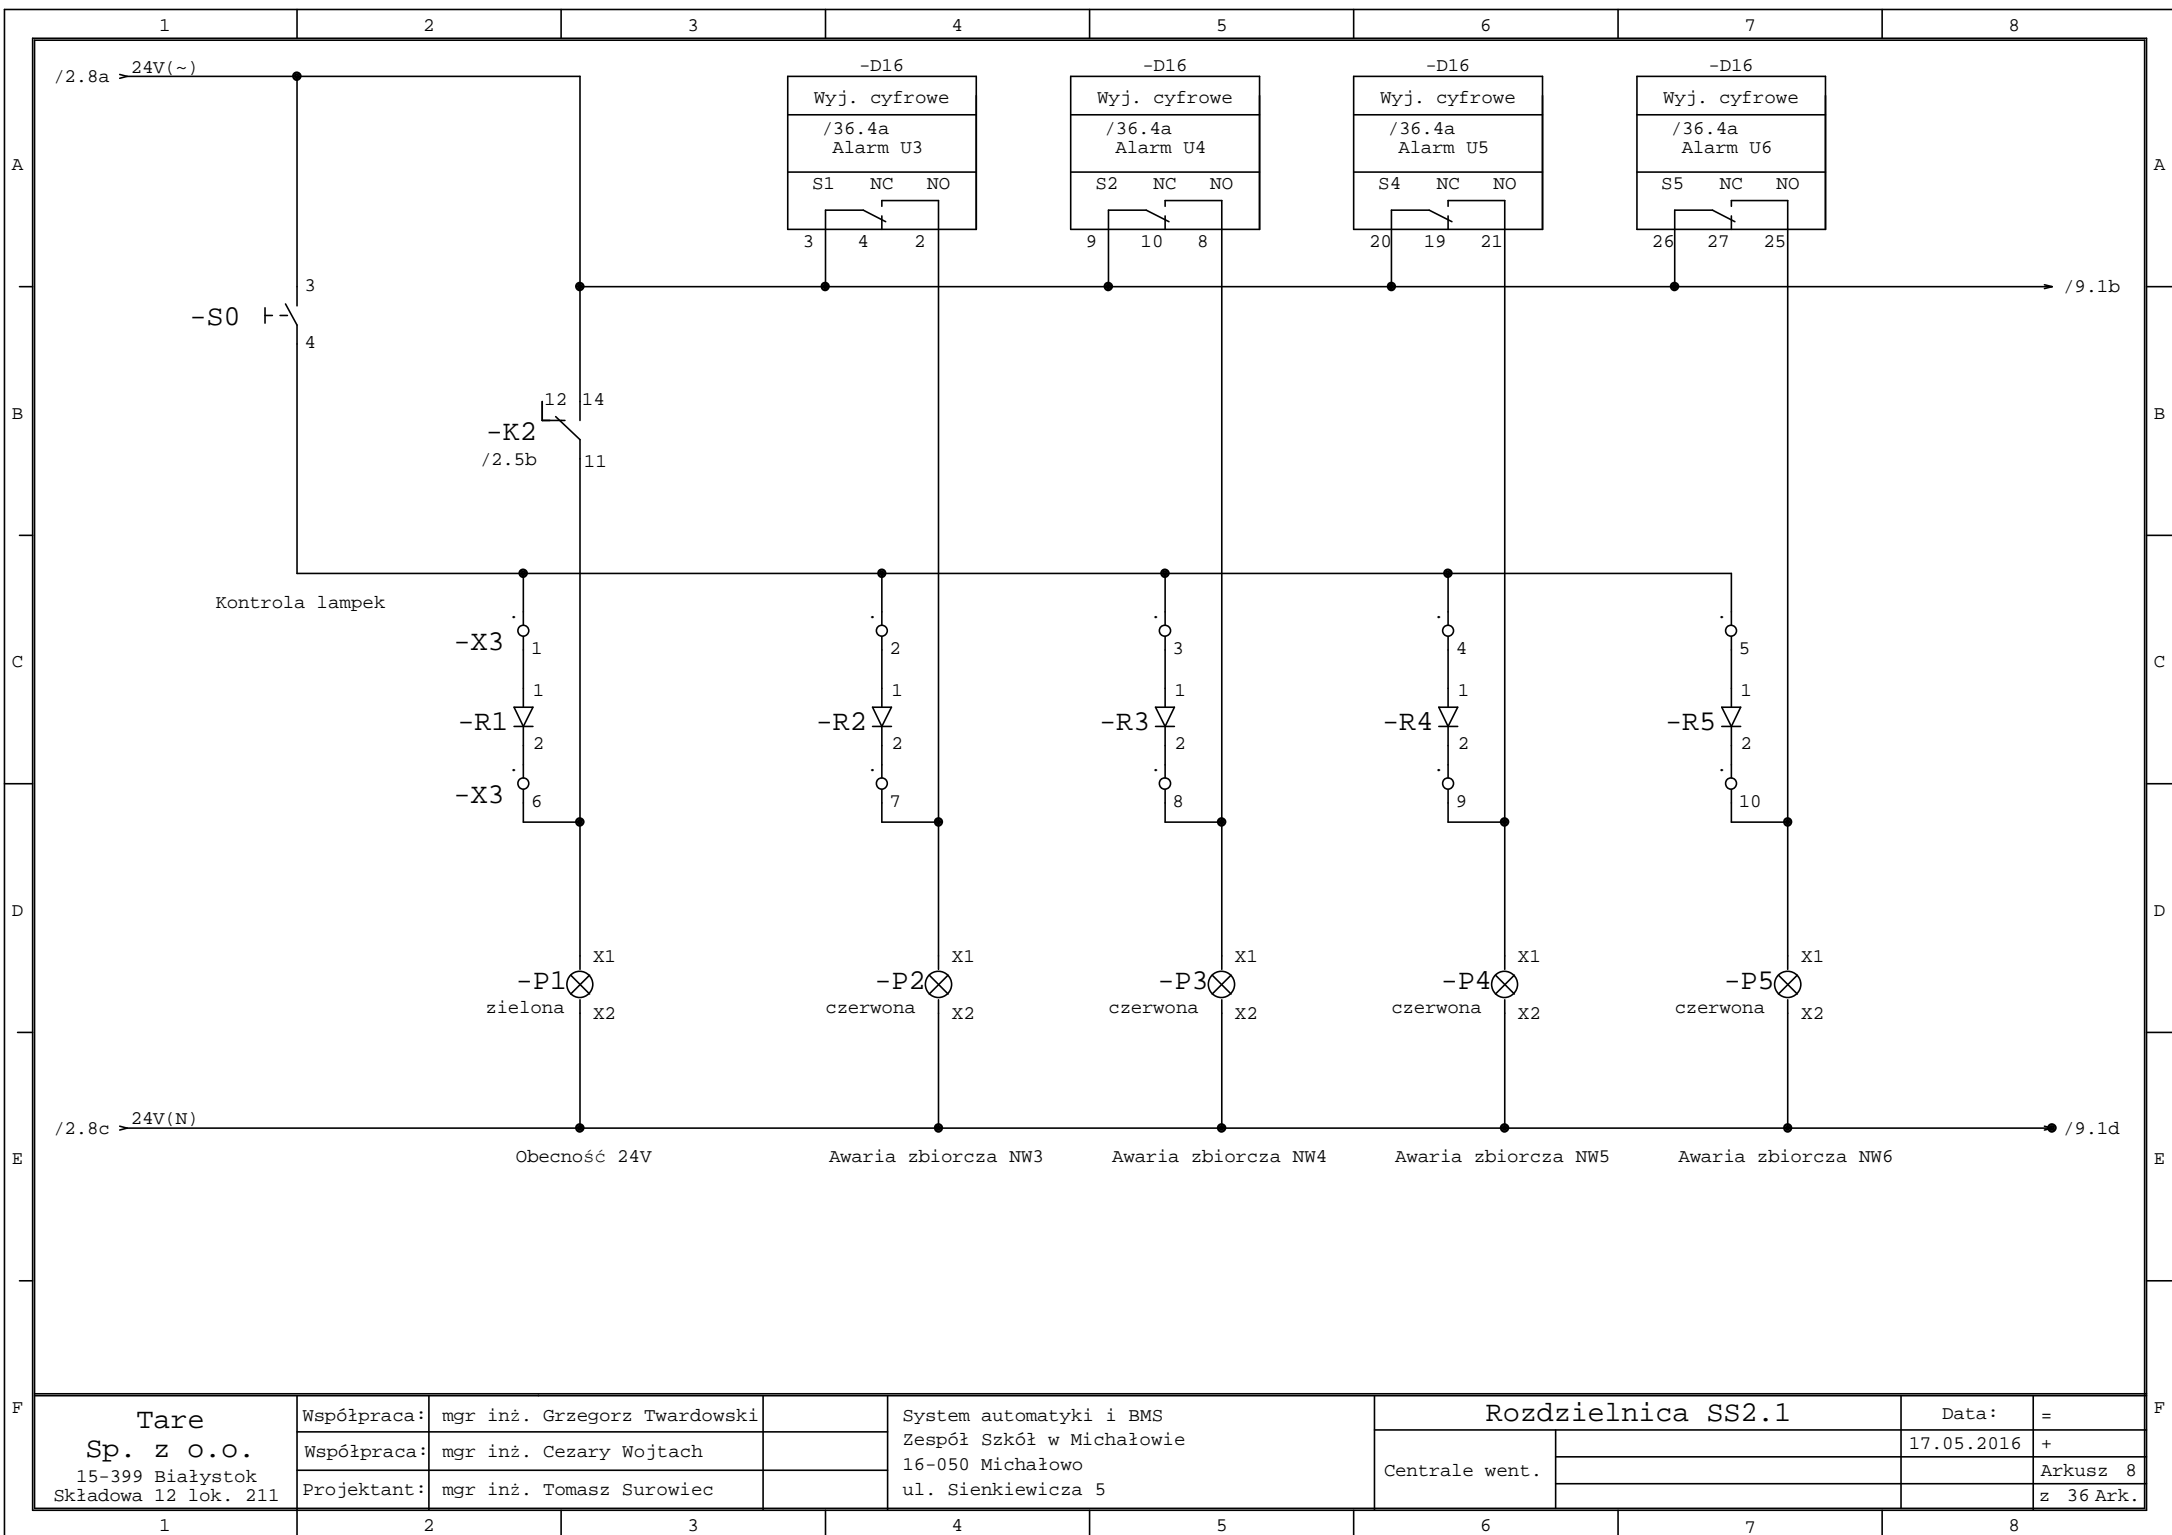 1 2 3 4 5 6 7 8
/2.8a 24V(~)
-D16 -D16 -D16 -D16
Wyj. cyfrowe Wyj. cyfrowe Wyj. cyfrowe Wyj. cyfrowe
/36.4a /36.4a /36.4a /36.4a
Alarm U3 Alarm U4 Alarm U5 Alarm U6
A A
S1 NC NO S2 NC NO S4 NC NO S5 NC NO
3 4 2 9 10 8 20 19 21 26 27 25
3 /9.1b
-S0
4
12 14
B B
-K2
/2.5b 11
Kontrola lampek
-X3 1 2 3 4 5
C C
1 1 1 1 1
-R1 -R2 -R3 -R4 -R5
2 2 2 2 2
-X3 6 7 8 9 10
D D
X1 X1 X1 X1 X1
-P1 -P2 -P3 -P4 -P5
zielona czerwona czerwona czerwona czerwona
X2 X2 X2 X2 X2
/2.8c 24V(N) /9.1d
E E
Obecność 24V Awaria zbiorcza NW3 Awaria zbiorcza NW4 Awaria zbiorcza NW5 Awaria zbiorcza NW6
F F
Tare
Sp. z o.o.
15-399 Białystok
Składowa 12 lok. 211
Współpraca: mgr inż. Grzegorz Twardowski
Współpraca: mgr inż. Cezary Wojtach
Projektant: mgr inż. Tomasz Surowiec
System automatyki i BMS
Zespół Szkół w Michałowie
16-050 Michałowo
ul. Sienkiewicza 5
Rozdzielnica SS2.1
Centrale went.
Data: =
17.05.2016 +
Arkusz 8
z 36 Ark.
1 2 3 4 5 6 7 8